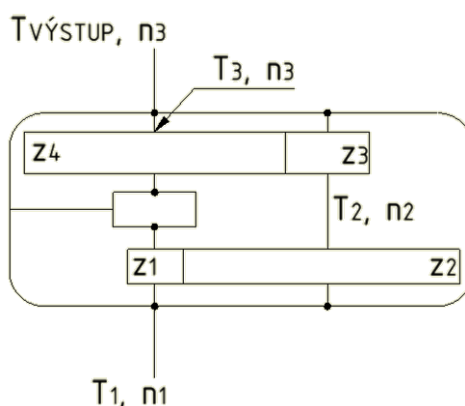 TVÝSTUP, n3
T3, n3
z4 z3
T2, n2
z1 z2
T1, n1